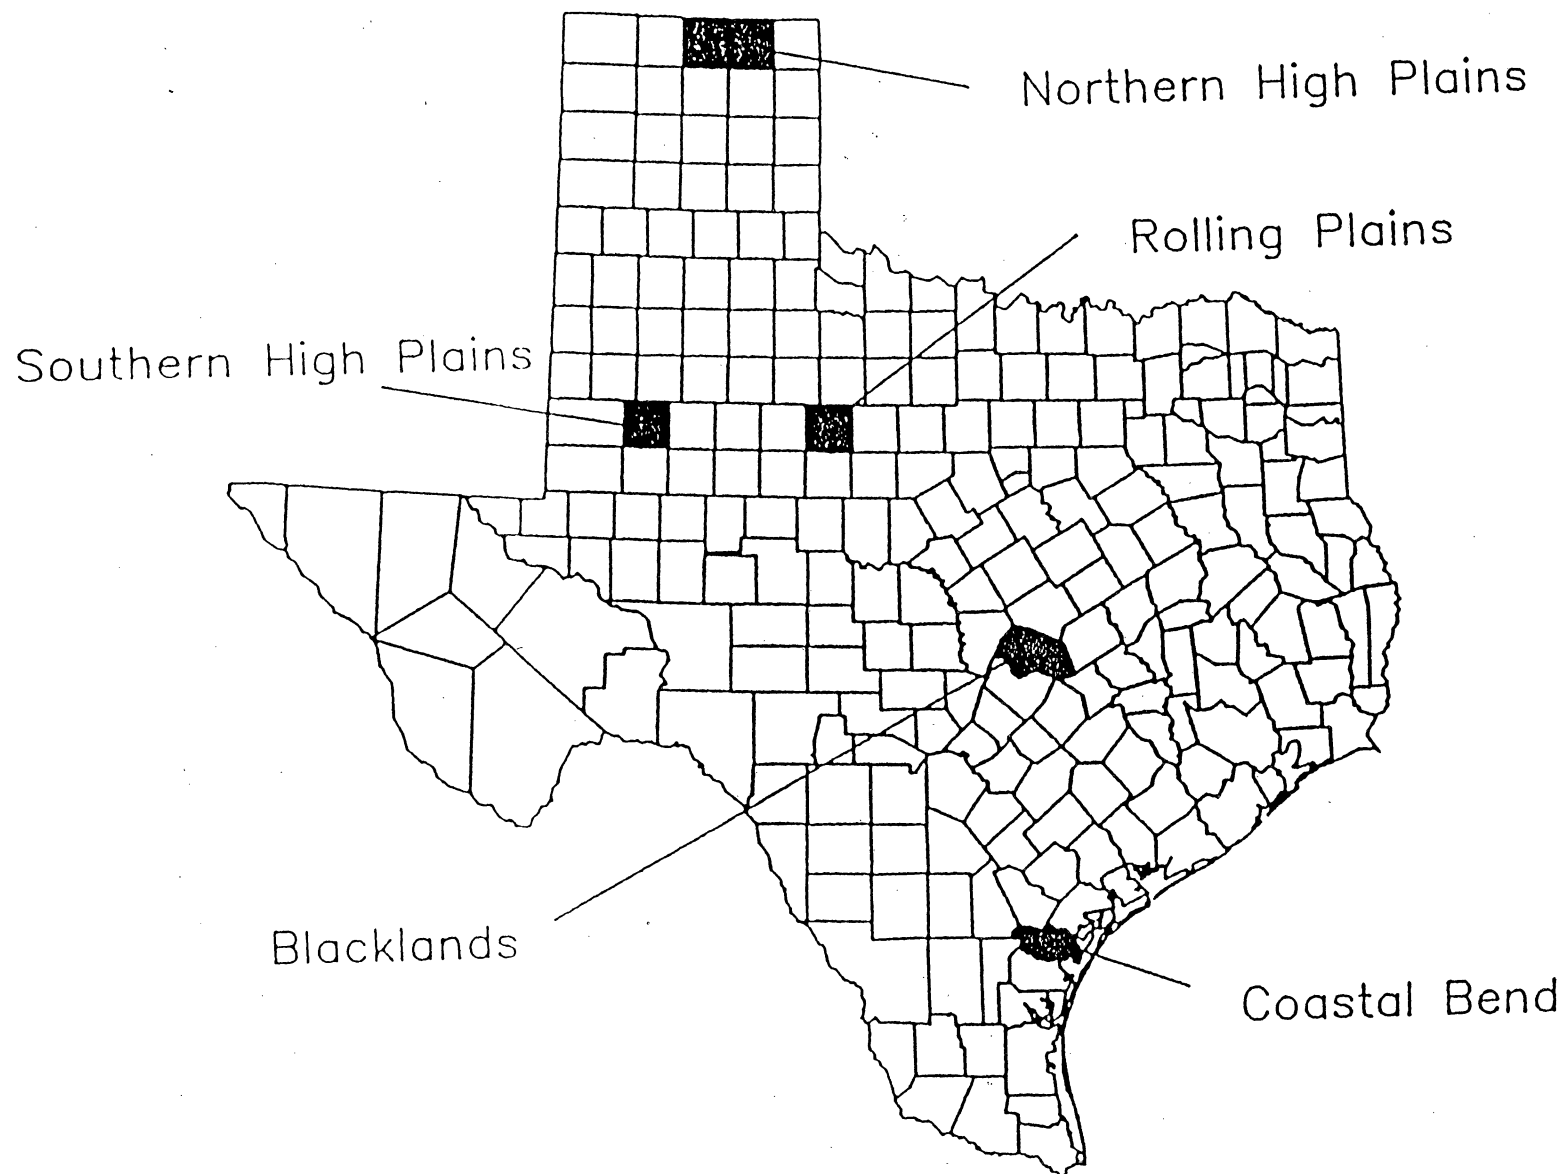 Northern High Plains
Rolling Plains
Southern High Plains
Blacklands
Coastal Bend